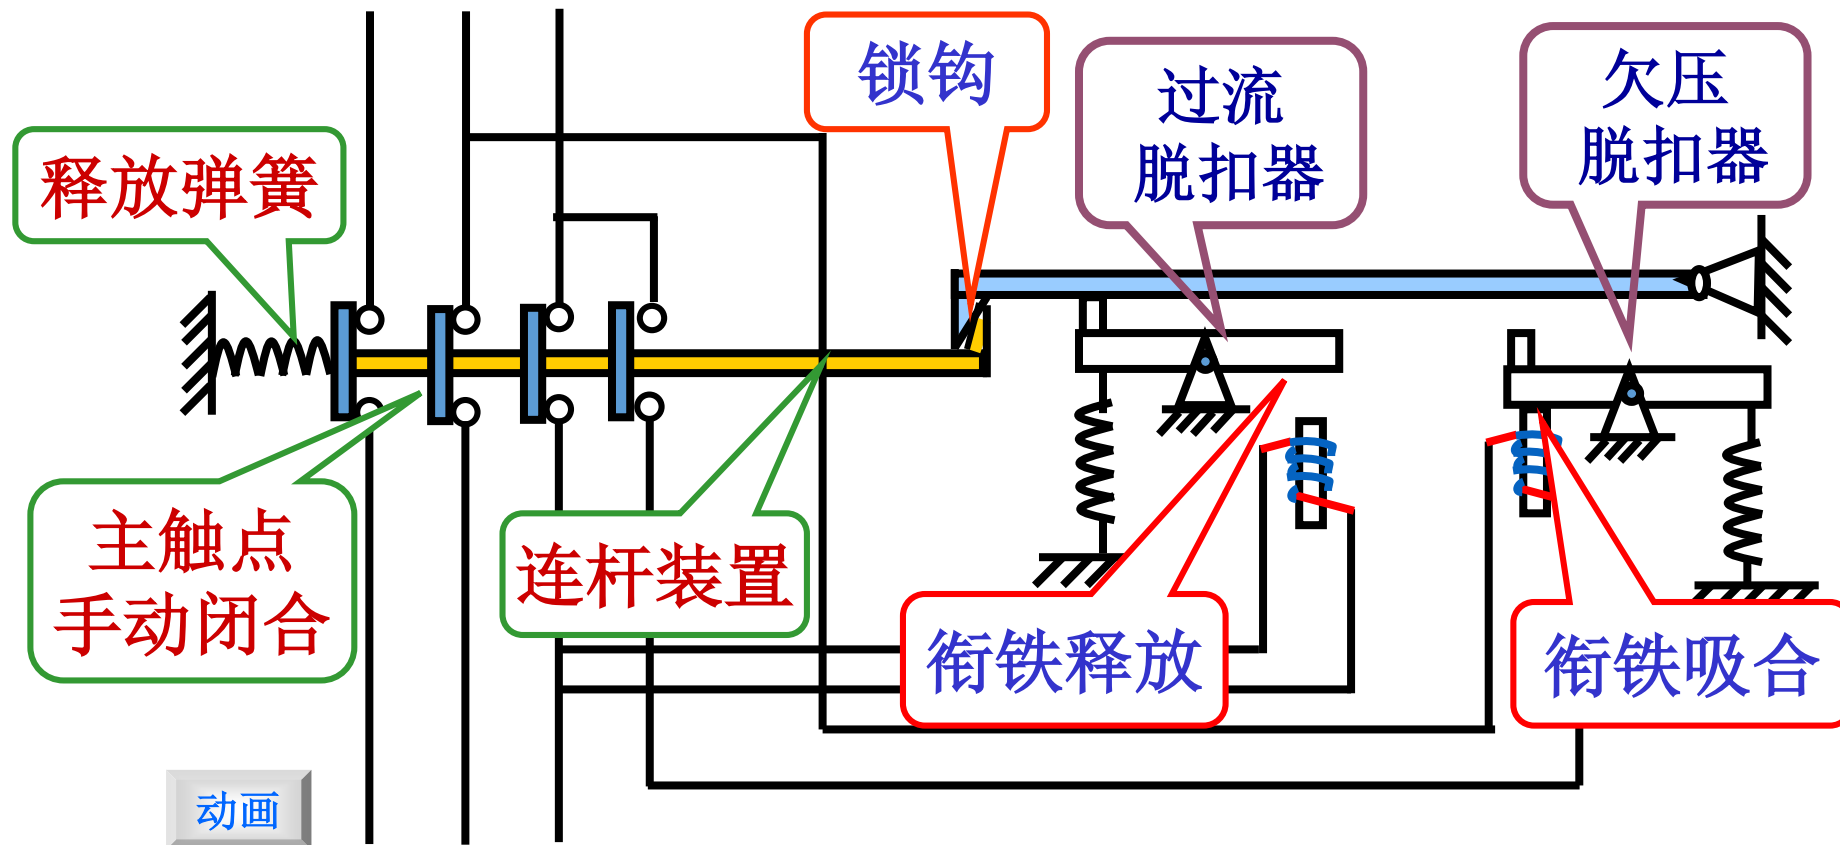 锁钩
过流
脱扣器
欠压
脱扣器
释放弹簧
主触点
手动闭合
连杆装置
衔铁释放
衔铁吸合
动画